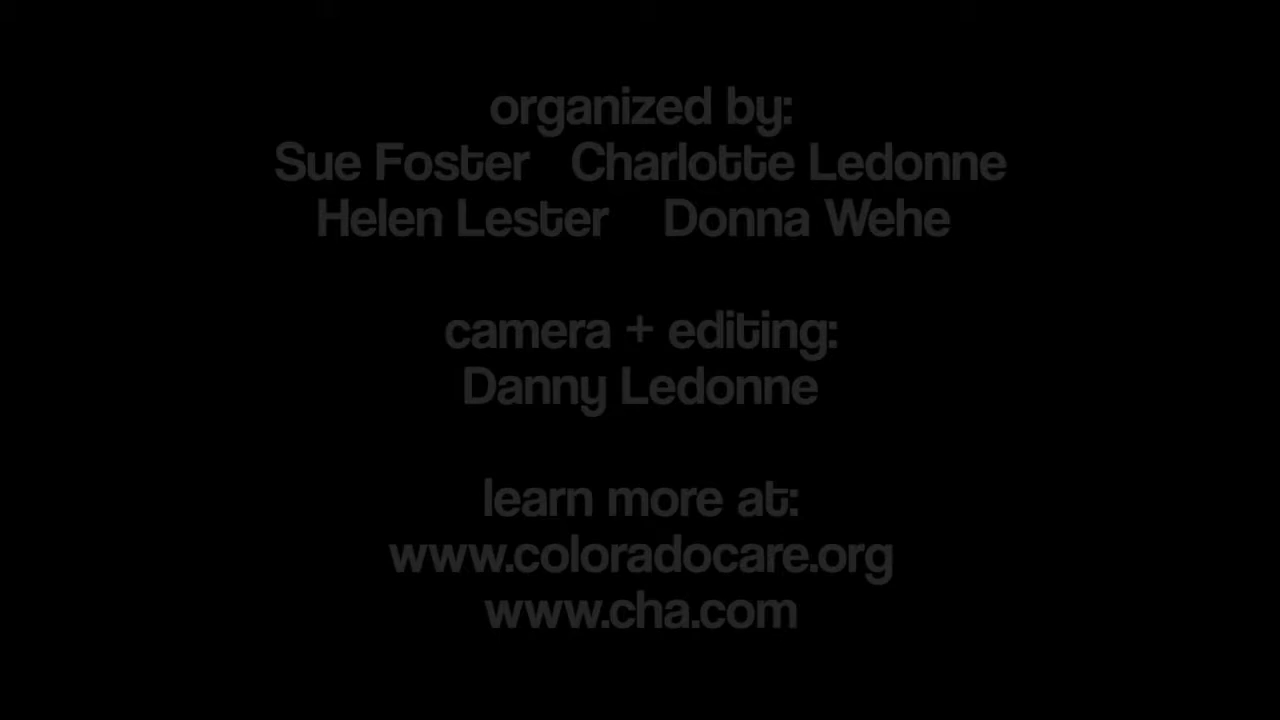 organized by:
Sue Foster Charlotte Ledonne
Helen Lester Donna Wehe
camera + editing:
Danny Ledonne
learn more at:
www.coloradocare.org
www.cha.com